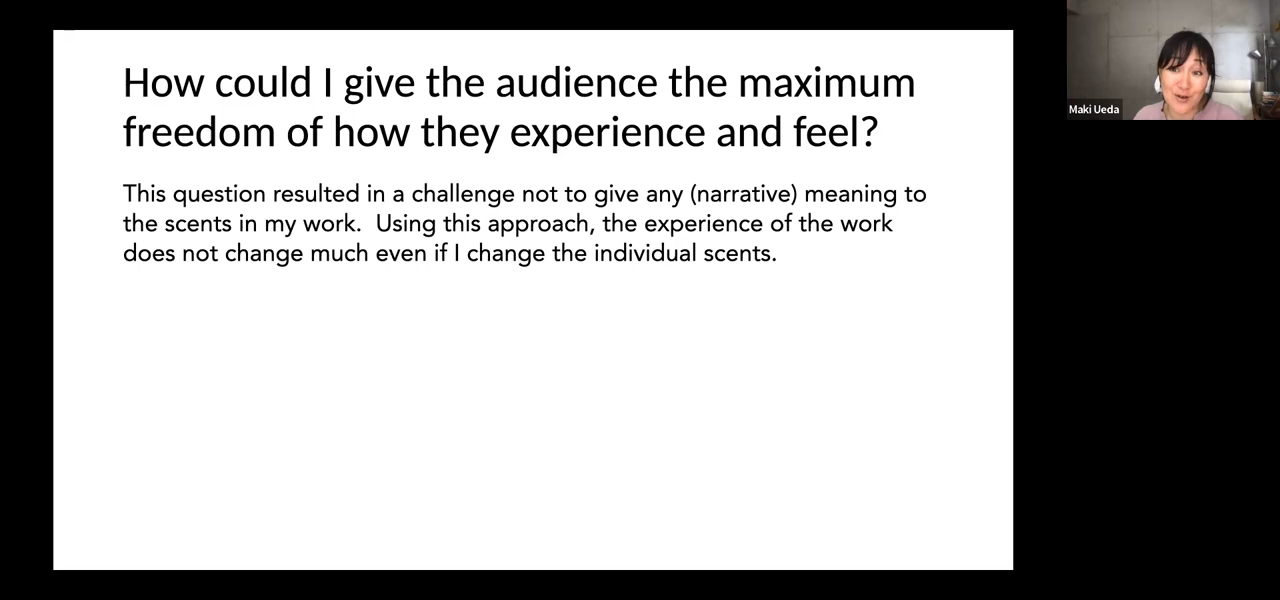 How could I give the audience the maximum
freedom of how they experience and feel?
This question resulted in a challenge not to give any (narrative) meaning to
the scents in my work.  Using this approach, the experience of the work
does not change much even if I change the individual scents.
Maki Ueda